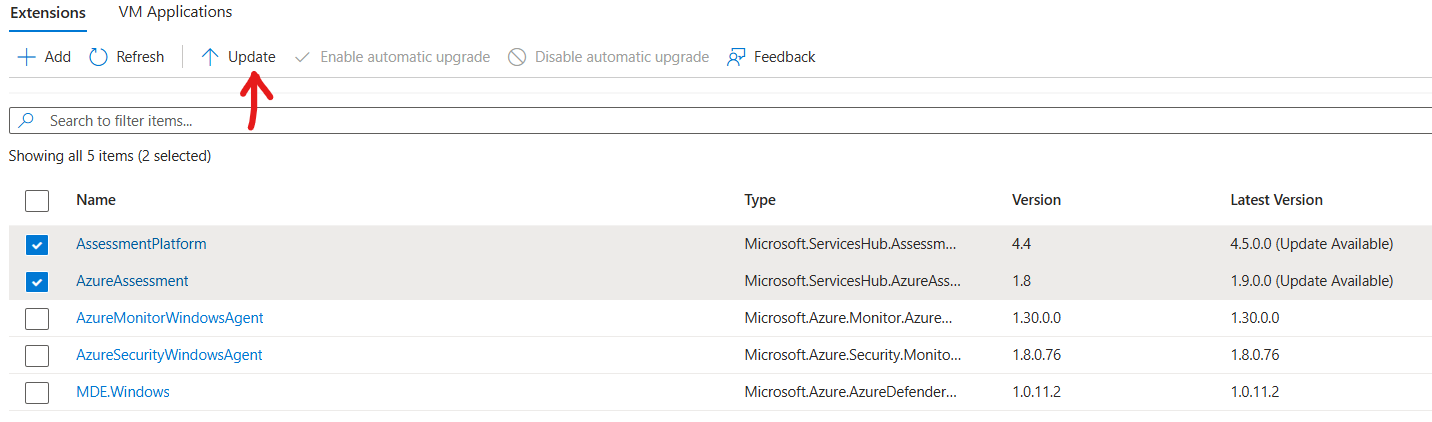 Extensions VM Applications
Add Refresh Update Enable automatic upgrade Disable automatic upgrade Feedback
Search to filter items...
Showing all 5 items (2 selected)
Name Type Version Latest Version
AssessmentPlatform Microsoft.ServicesHub.Assessm... 4.4 4.5.0.0 (Update Available)
AzureAssessment Microsoft.ServicesHub.AzureAss... 1.8 1.9.0.0 (Update Available)
AzureMonitorWindowsAgent Microsoft.Azure.Monitor.Azure... 1.30.0.0 1.30.0.0
AzureSecurityWindowsAgent Microsoft.Azure.Security.Monito... 1.8.0.76 1.8.0.76
MDE.Windows Microsoft.Azure.AzureDefender... 1.0.11.2 1.0.11.2